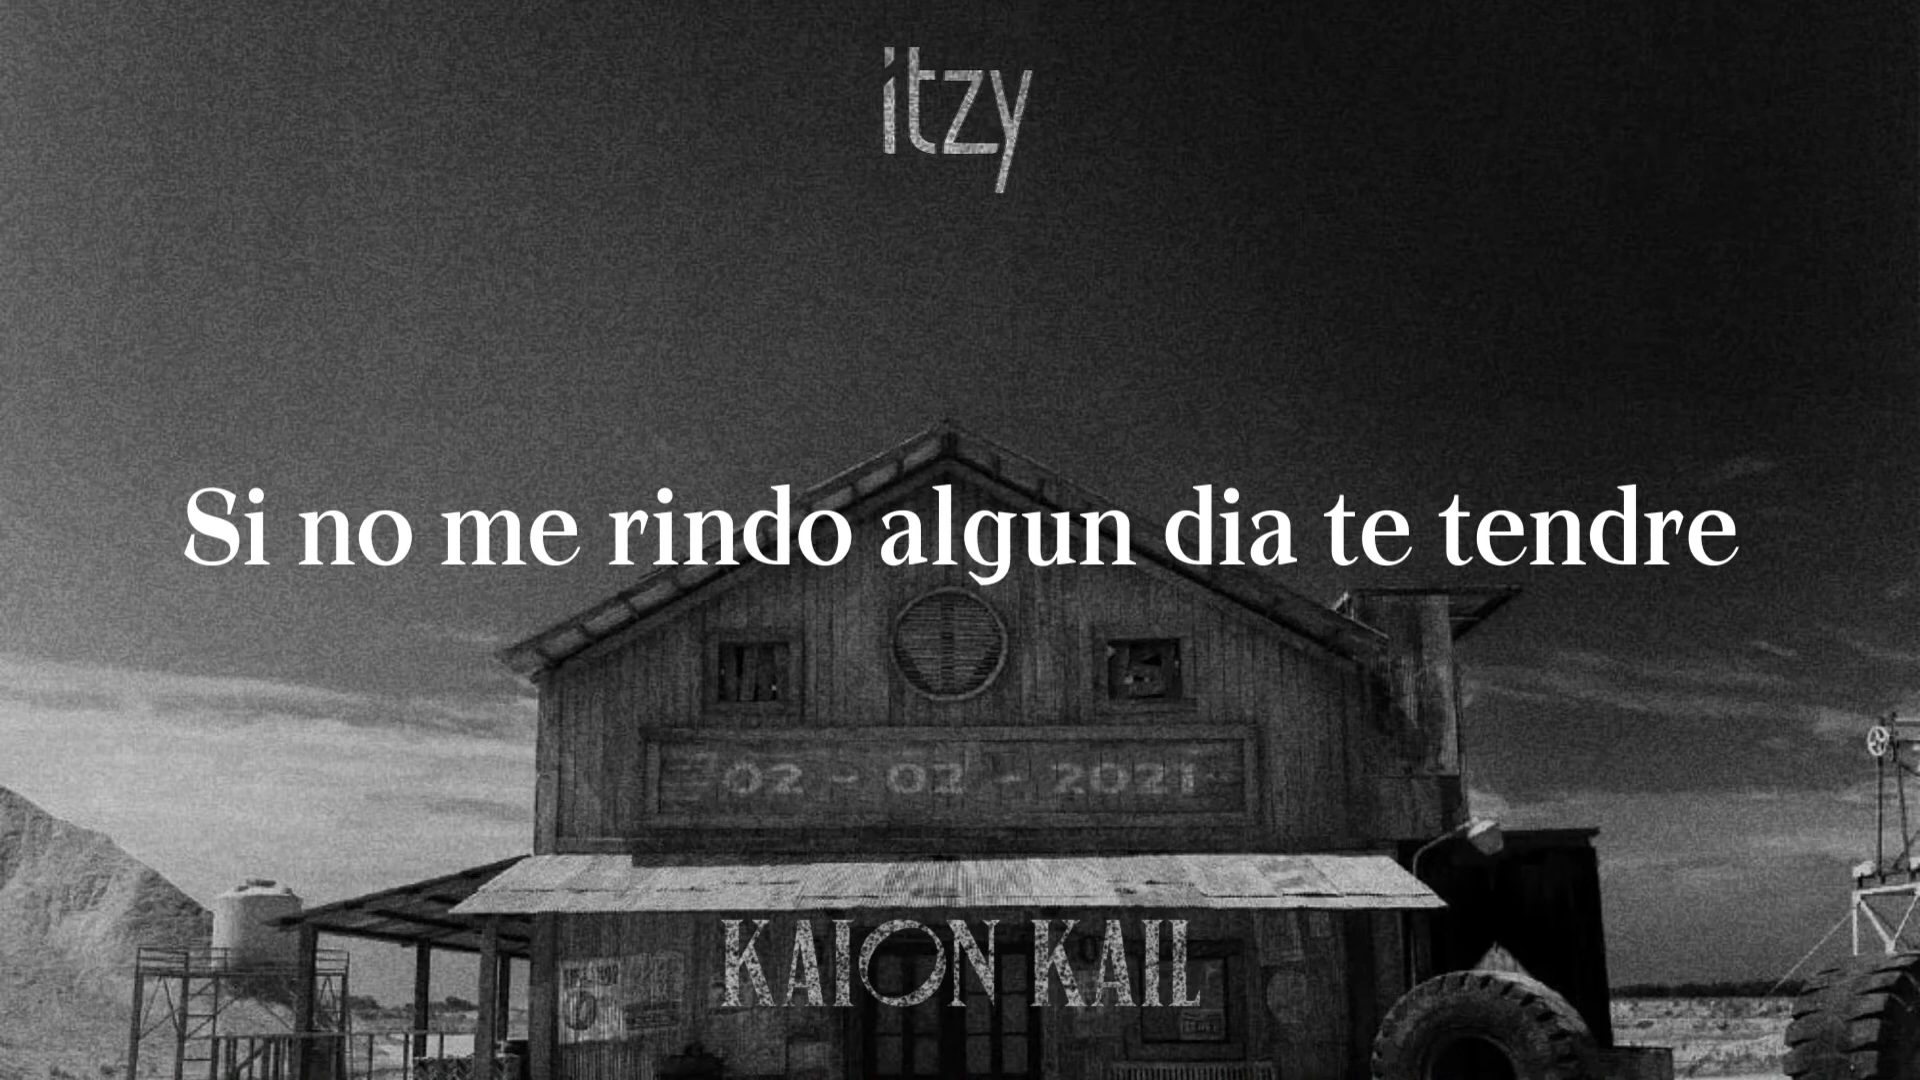 itzy
Si no me rindo algun dia te tendre
02 - 02 - 2021
KAION KAIL